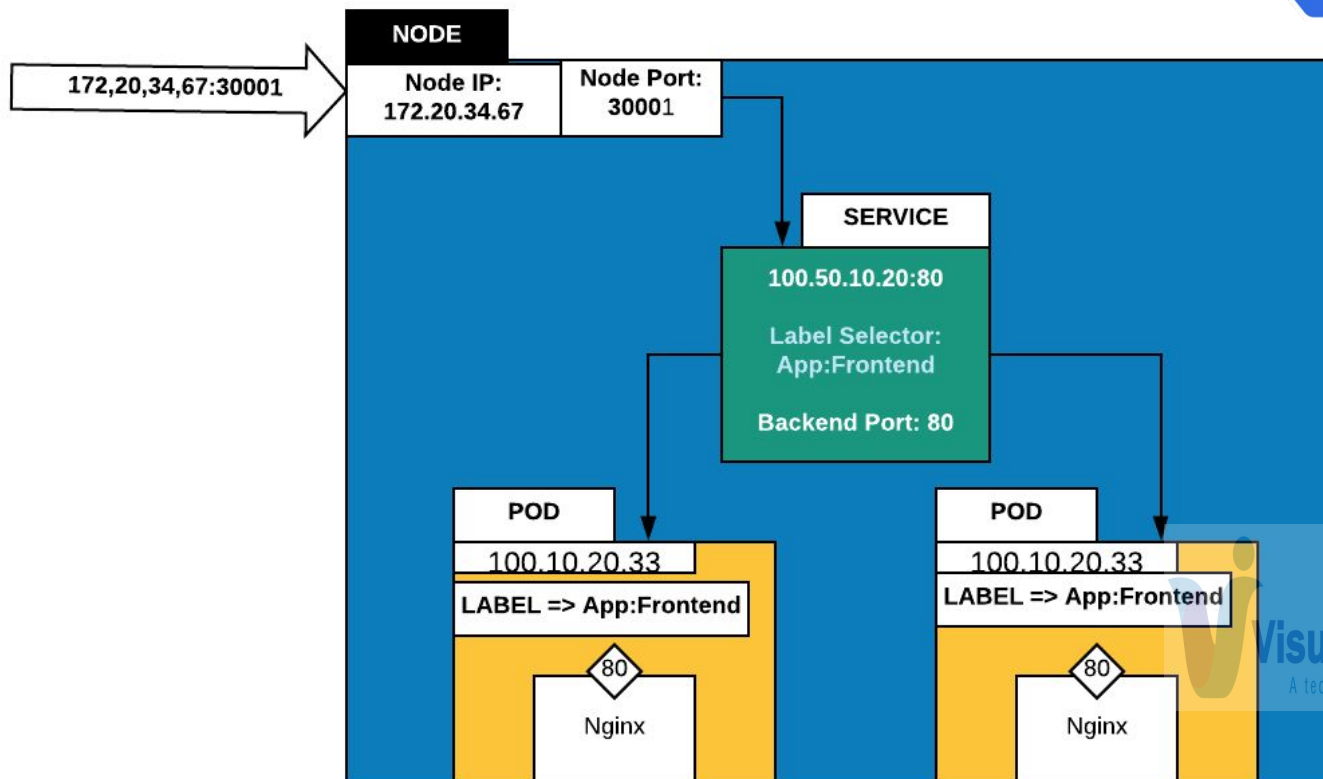 NODE
172,20,34,67:30001
Node IP:
172.20.34.67
Node Port:
30001
SERVICE
100.50.10.20:80
Label Selector:
App:Frontend
Backend Port: 80
POD
100.10.20.33
LABEL => App:Frontend
80
Nginx
POD
100.10.20.33
LABEL => App:Frontend
80
Nginx